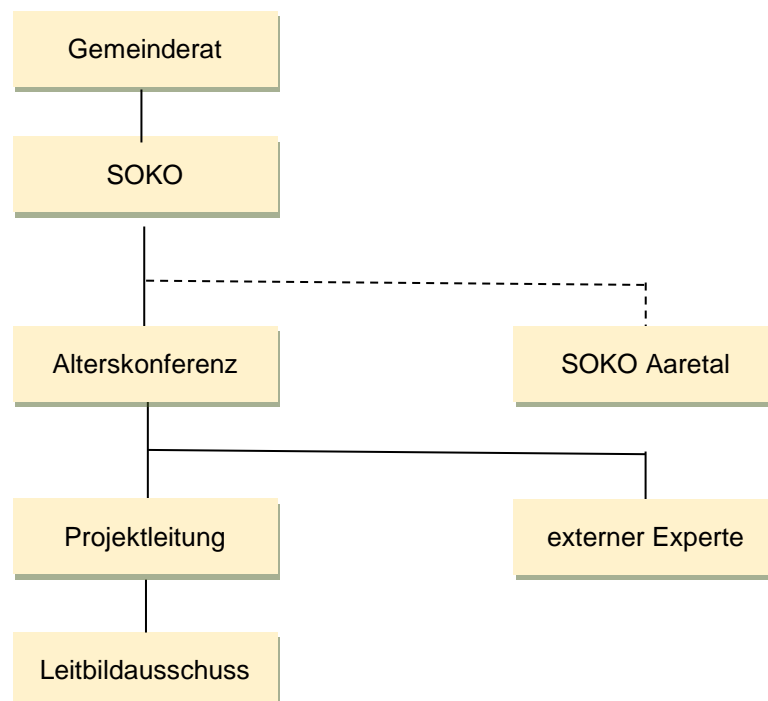 Gemeinderat
SOKO
Alterskonferenz
SOKO Aaretal
Projektleitung
externer Experte
Leitbildausschuss